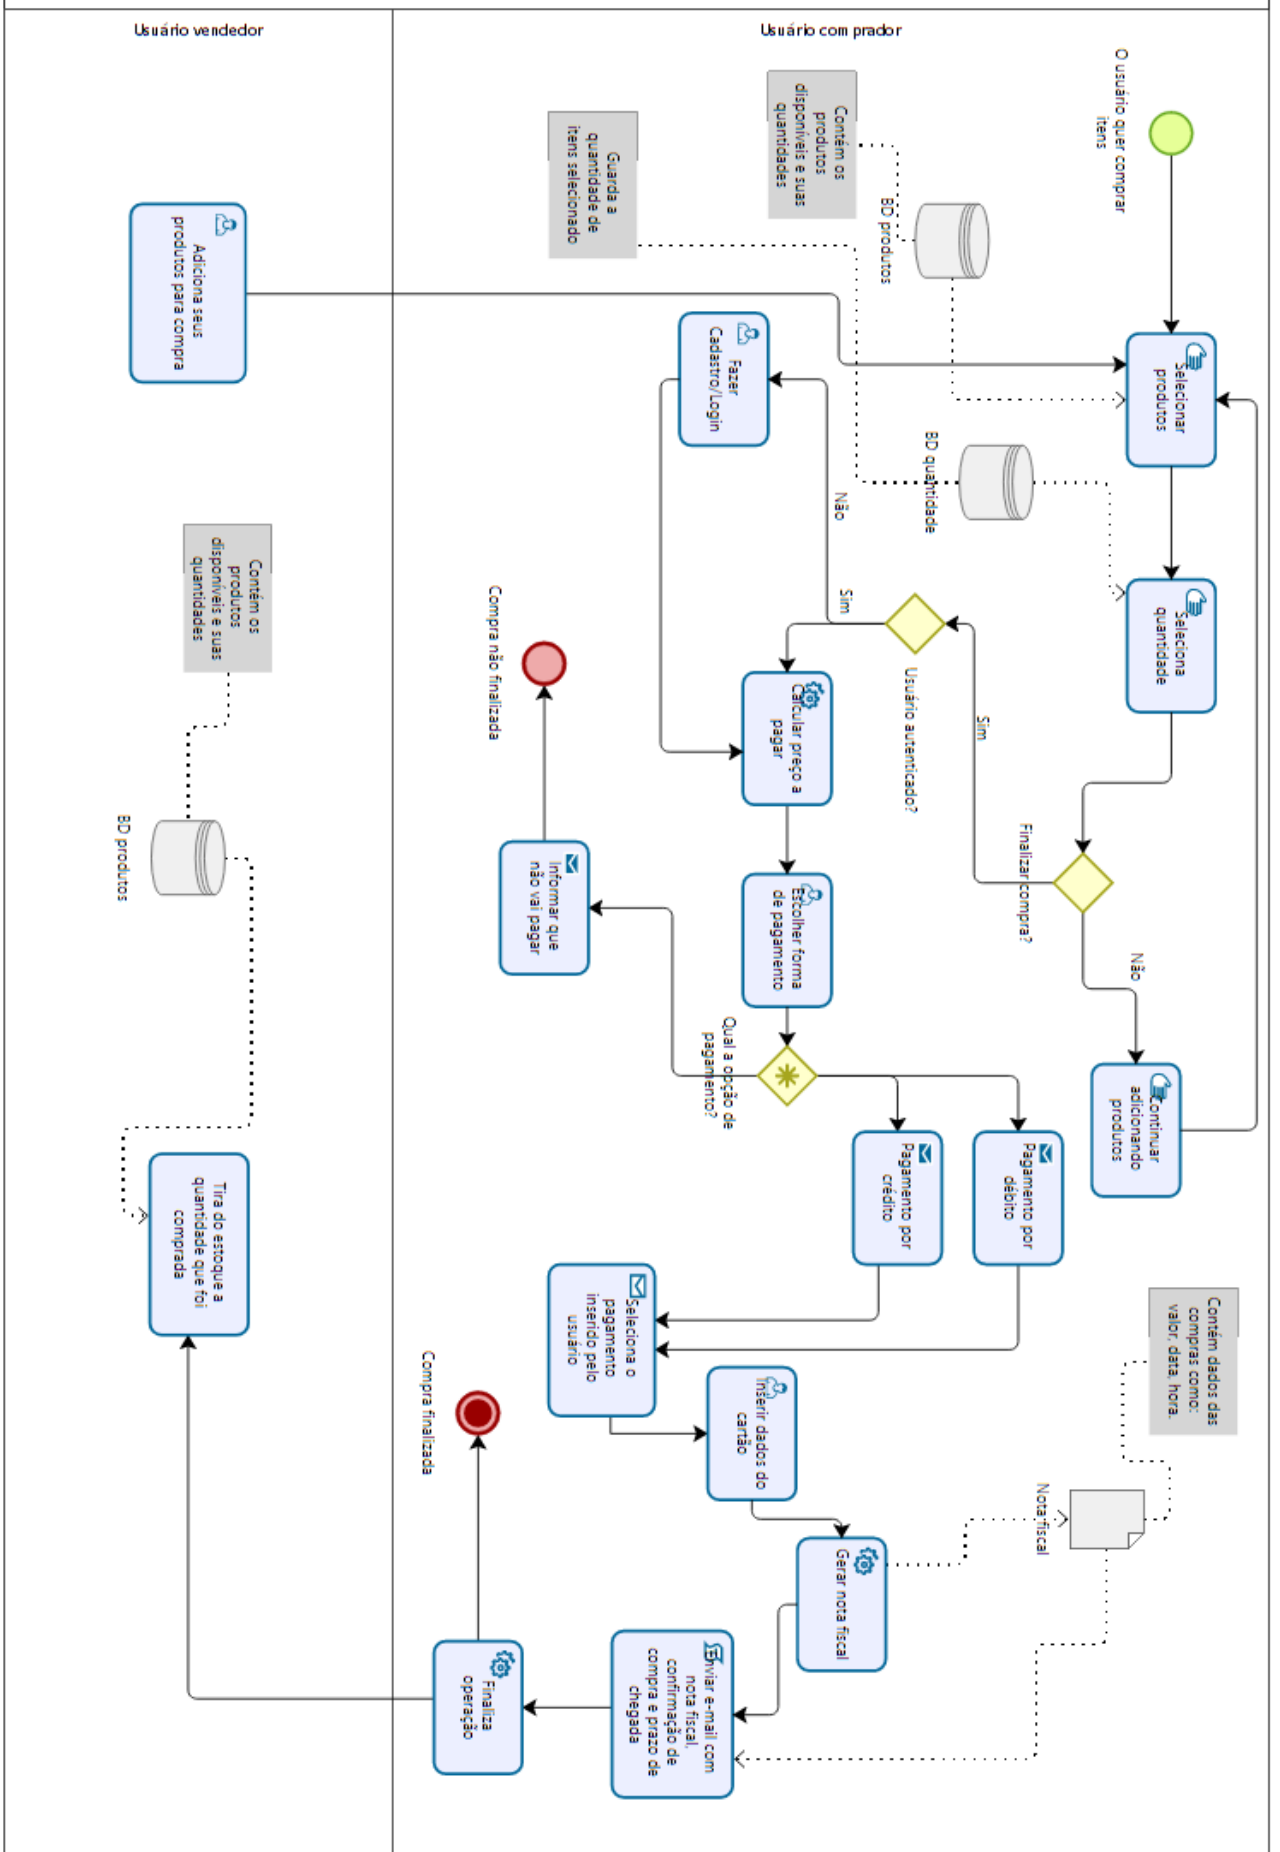 Usuário comprador
Usuário vendedor
O usuário quer comprar
itens
Contém os
produtos
disponíveis e suas
quantidades
BD produtos
Guarda a
quantidade de
itens selecionado
Selecionar
produtos
BD quantidade
Seleciona
quantidade
Finalizar compra?
Não
Sim
Continuar
adicionando
produtos
Usuário autenticado?
Não
Sim
Fazer
Cadastro/Login
Calcular preço a
pagar
Escolher forma
de pagamento
Qual a opção de
pagamento?
Pagamento por
débito
Pagamento por
crédito
Informar que
não vai pagar
Compra não finalizada
Seleciona o
pagamento
inserido pelo
usuário
Inserir dados do
cartão
Gerar nota fiscal
Contém dados das
compras como:
valor, data, hora.
Nota fiscal
Enviar e-mail com
nota fiscal,
confirmação de
compra e prazo de
chegada
Finaliza
operação
Compra finalizada
Adiciona seus
produtos para compra
Contém os
produtos
disponíveis e suas
quantidades
BD produtos
Tira do estoque a
quantidade que foi
comprada